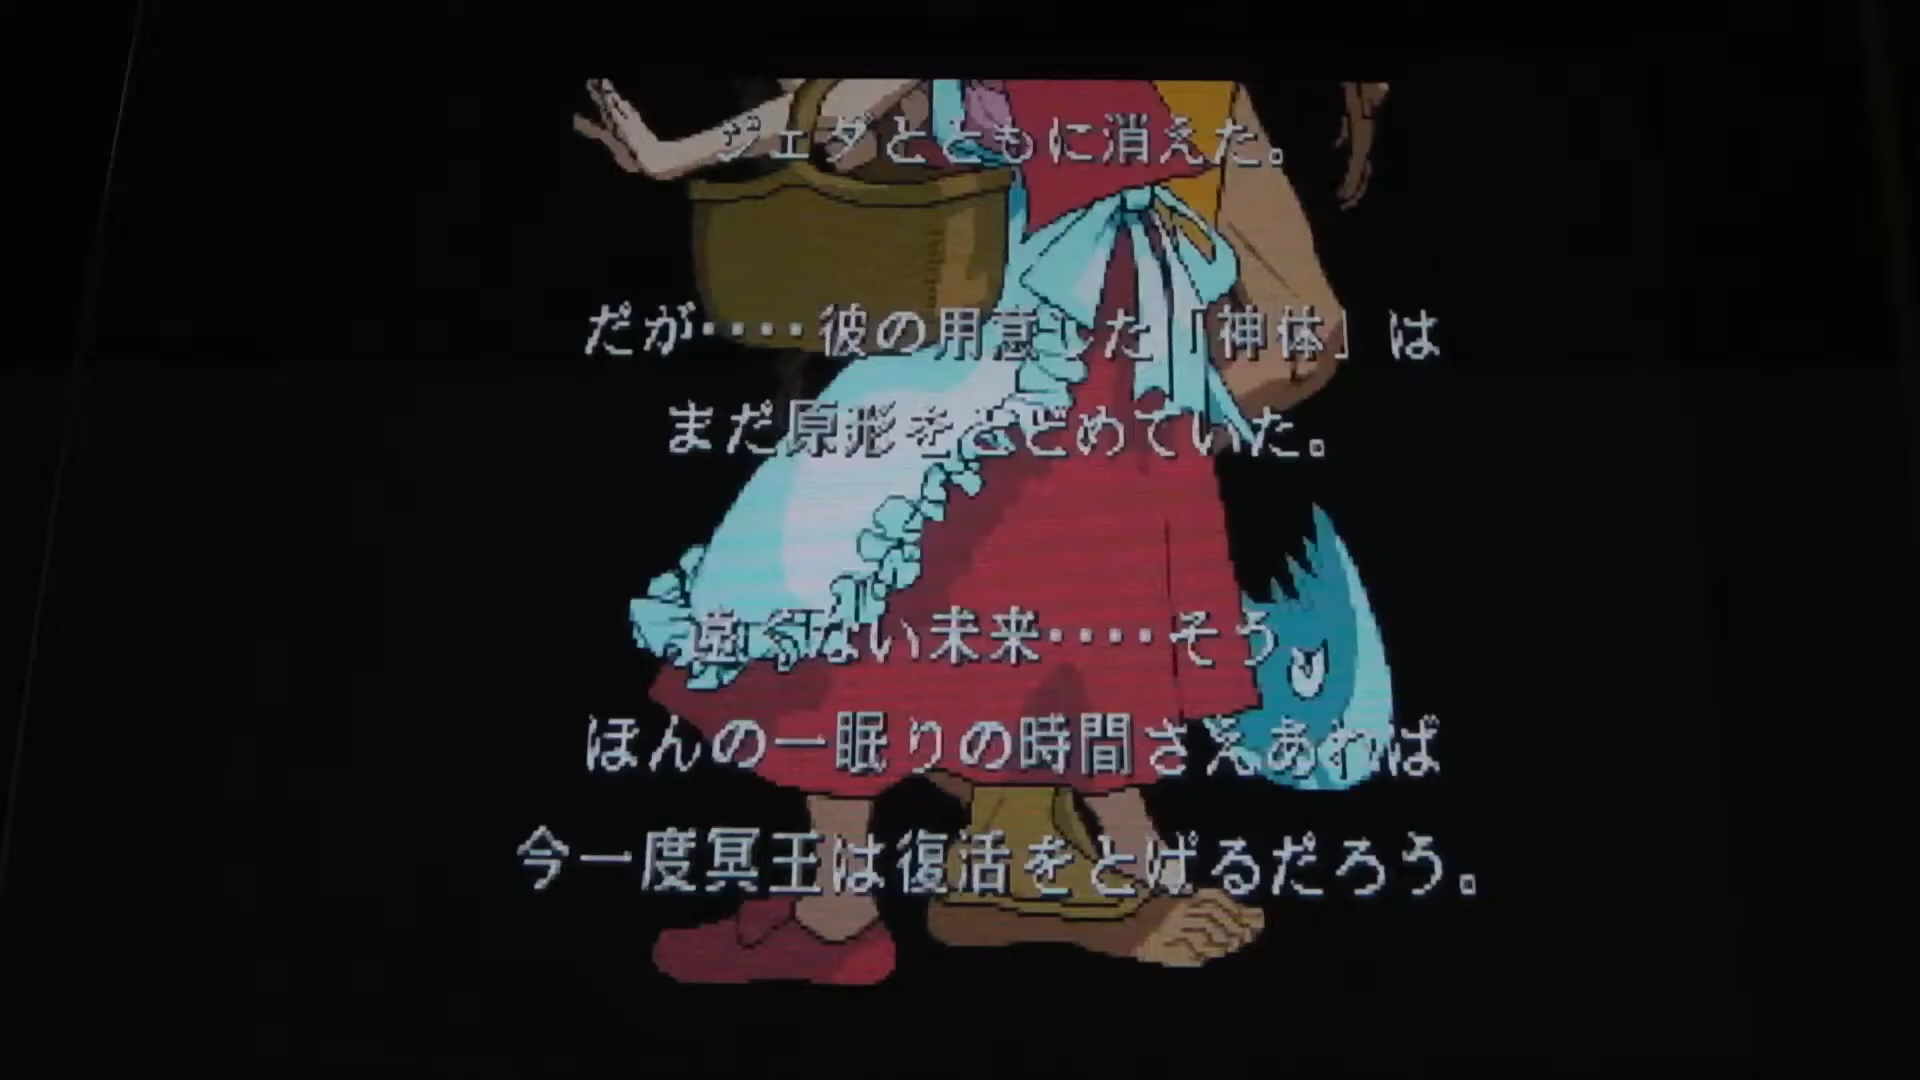 ジェダとともに消えた。
だが････彼の用意した「神体」は
まだ原形をとどめていた。
遠くない未来････そう
ほんの一眠りの時間さえあれば
今一度冥王は復活をとげるだろう。